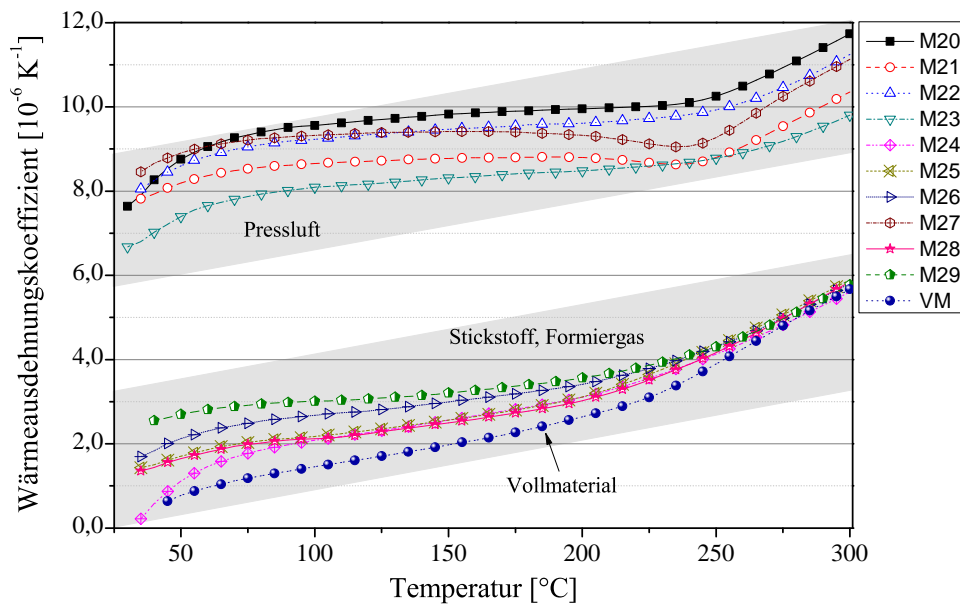 12,0
10,0
8,0
6,0
4,0
2,0
0,0
Wärmeausdehnungskoeffizient [10⁻⁶ K⁻¹]
Pressluft
Stickstoff, Formiergas
Vollmaterial
50
100
150
200
250
300
Temperatur [°C]
M20
M21
M22
M23
M24
M25
M26
M27
M28
M29
VM